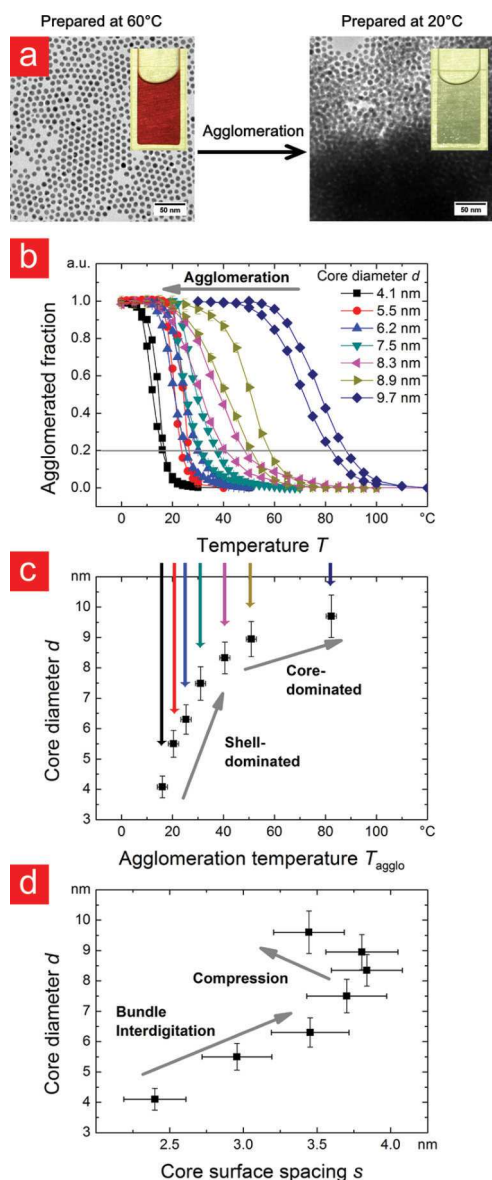 Prepared at 60°C
Prepared at 20°C
a
Agglomeration
50 nm
50 nm
b
a.u.
Agglomeration
Core diameter d
4.1 nm
5.5 nm
6.2 nm
7.5 nm
8.3 nm
8.9 nm
9.7 nm
Agglomerated fraction
1.0
0.8
0.6
0.4
0.2
0.0
0 20 40 60 80 100 °C
Temperature T
c
nm
Core diameter d
10
9
8
7
6
5
4
3
Core-
dominated
Shell-
dominated
0 20 40 60 80 100 °C
Agglomeration temperature Tagglo
d
nm
Core diameter d
10
9
8
7
6
5
4
3
Compression
Bundle
Interdigitation
2.5 3.0 3.5 4.0 nm
Core surface spacing s